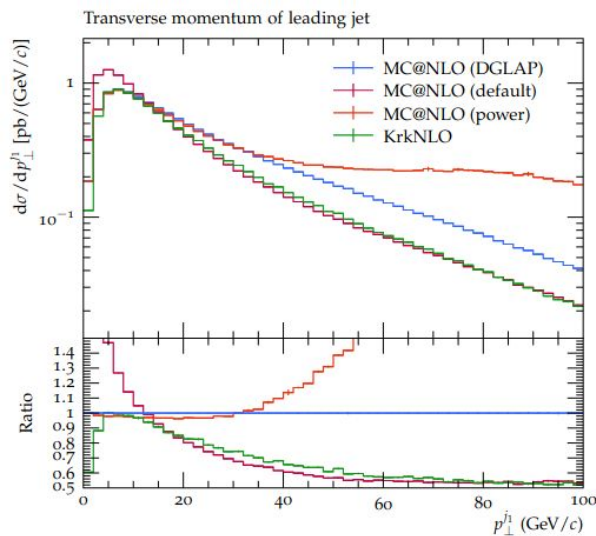 Transverse momentum of leading jet
dσ/dp⊥^{j1} [pb/(GeV/c)]
1
10⁻¹
MC@NLO (DGLAP)
MC@NLO (default)
MC@NLO (power)
KrkNLO
Ratio
1.4
1.3
1.2
1.1
1
0.9
0.8
0.7
0.6
0.5
0 20 40 60 80 100
p⊥^{j1} (GeV/c)